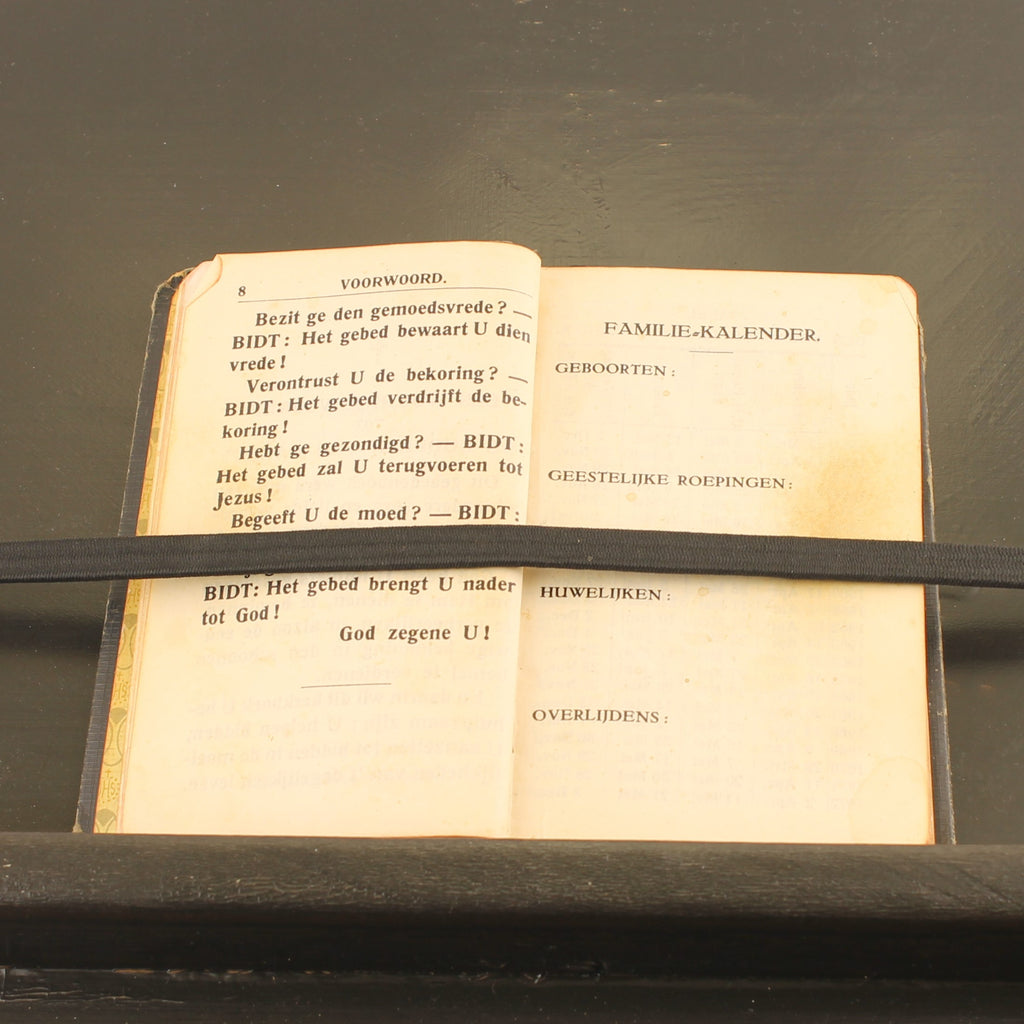 8
VOORWOORD.
Bezit ge den gemoedsvrede? —
BIDT: Het gebed bewaart U dien
vrede!
Verontrust U de bekoring? —
BIDT: Het gebed verdrijft de be-
koring!
Hebt ge gezondigd? — BIDT:
Het gebed zal U terugvoeren tot
Jezus!
Begeeft U de moed? — BIDT:
BIDT: Het gebed brengt U nader
tot God!
God zegene U!
FAMILIE-KALENDER.
GEBOORTEN:
GEESTELIJKE ROEPINGEN:
HUWELIJKEN:
OVERLIJDENS: